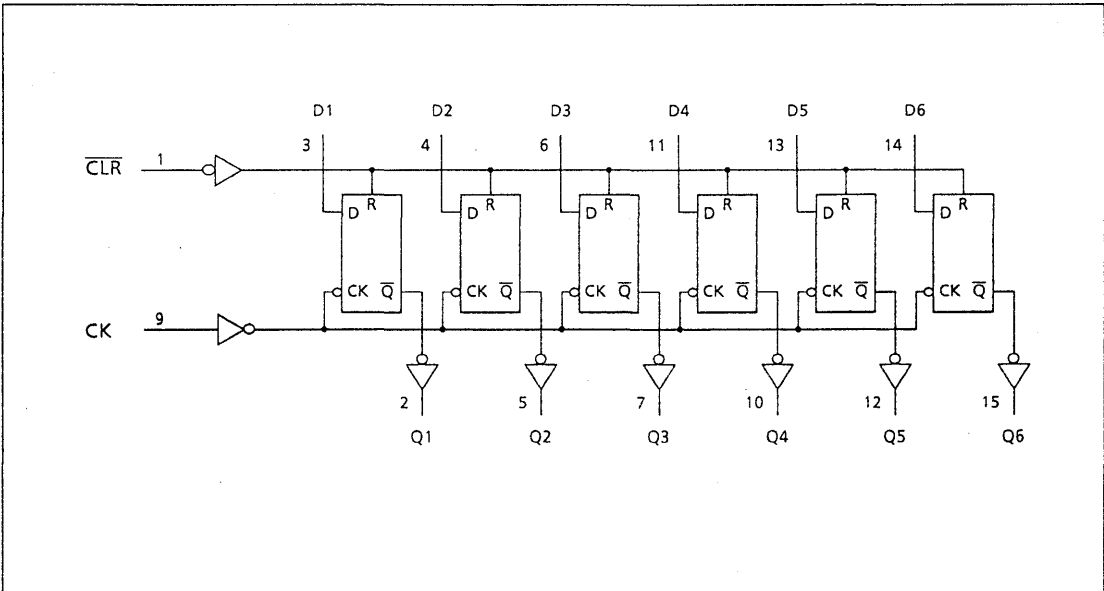 D1 D2 D3 D4 D5 D6
3 4 6 11 13 14
C̅L̅R̅ 1
R R R R R R
D D D D D D
CK Q̅ CK Q̅ CK Q̅ CK Q̅ CK Q̅ CK Q̅
CK 9
2 5 7 10 12 15
Q1 Q2 Q3 Q4 Q5 Q6